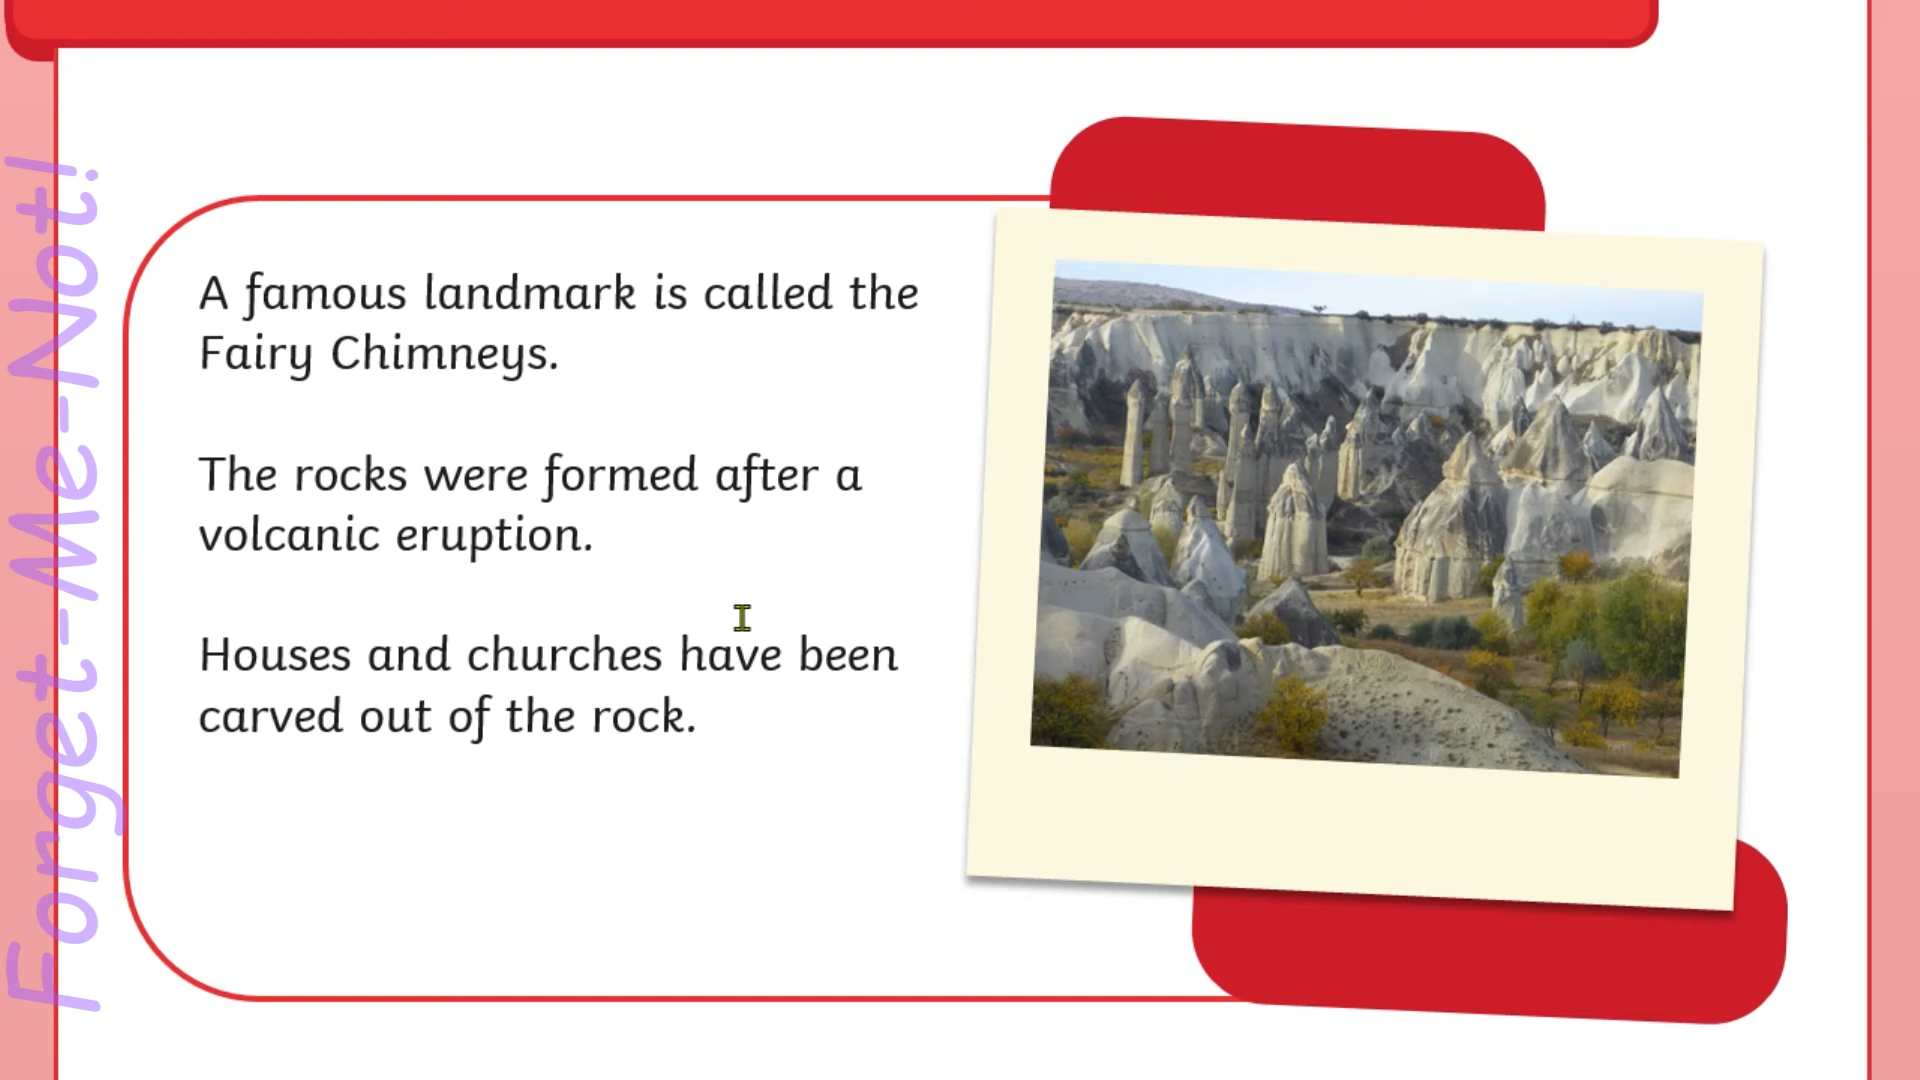 A famous landmark is called the
Fairy Chimneys.
The rocks were formed after a
volcanic eruption.
Houses and churches have been
carved out of the rock.
Forget-Me-Not!